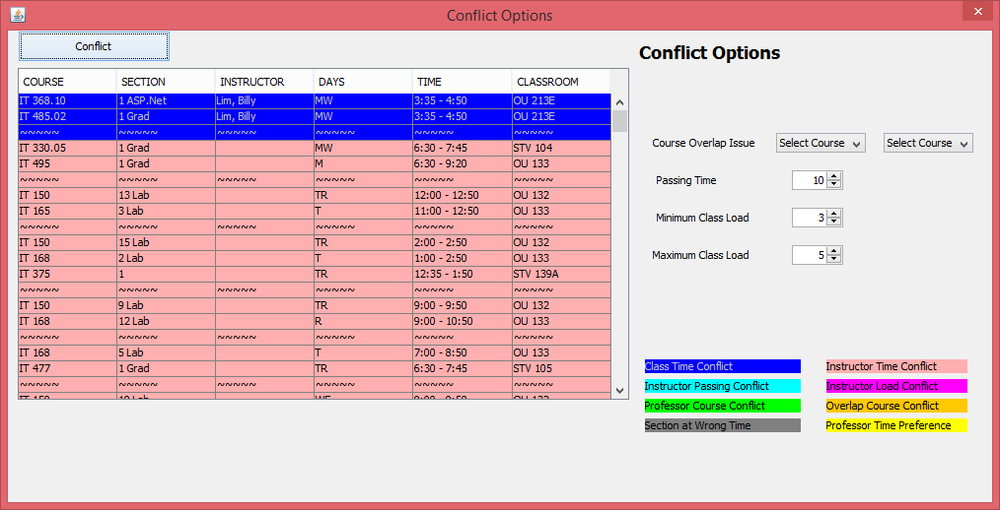 Conflict Options
Conflict
COURSE SECTION INSTRUCTOR DAYS TIME CLASSROOM
IT 368.10 1 ASP.Net Lim, Billy MW 3:35 - 4:50 OU 213E
IT 485.02 1 Grad Lim, Billy MW 3:35 - 4:50 OU 213E
~~~~~ ~~~~~ ~~~~~ ~~~~~ ~~~~~ ~~~~~
IT 330.05 1 Grad MW 6:30 - 7:45 STV 104
IT 495 1 Grad M 6:30 - 9:20 OU 133
~~~~~ ~~~~~ ~~~~~ ~~~~~ ~~~~~ ~~~~~
IT 150 13 Lab TR 12:00 - 12:50 OU 132
IT 165 3 Lab T 11:00 - 12:50 OU 133
~~~~~ ~~~~~ ~~~~~ ~~~~~ ~~~~~ ~~~~~
IT 150 15 Lab TR 2:00 - 2:50 OU 132
IT 168 2 Lab T 1:00 - 2:50 OU 133
IT 375 1 TR 12:35 - 1:50 STV 139A
~~~~~ ~~~~~ ~~~~~ ~~~~~ ~~~~~ ~~~~~
IT 150 9 Lab TR 9:00 - 9:50 OU 132
IT 168 12 Lab R 9:00 - 10:50 OU 133
~~~~~ ~~~~~ ~~~~~ ~~~~~ ~~~~~ ~~~~~
IT 168 5 Lab T 7:00 - 8:50 OU 133
IT 477 1 Grad TR 6:30 - 7:45 STV 105
~~~~~ ~~~~~ ~~~~~ ~~~~~ ~~~~~ ~~~~~
Conflict Options
Course Overlap Issue Select Course Select Course
Passing Time 10
Minimum Class Load 3
Maximum Class Load 5
Class Time Conflict Instructor Time Conflict
Instructor Passing Conflict Instructor Load Conflict
Professor Course Conflict Overlap Course Conflict
Section at Wrong Time Professor Time Preference